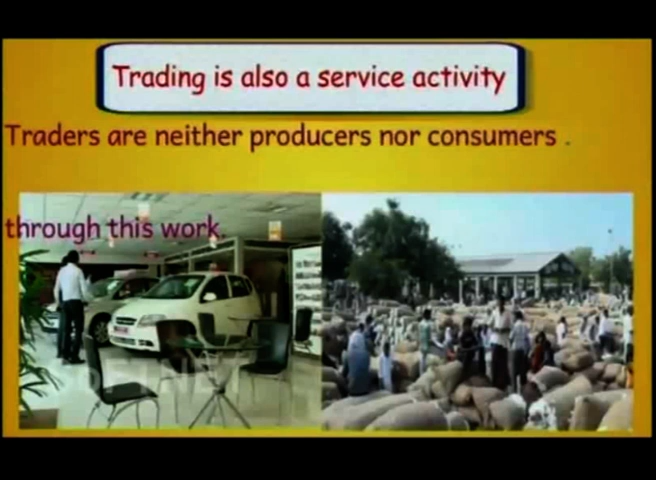 Trading is also a service activity
Traders are neither producers nor consumers .
through this work.